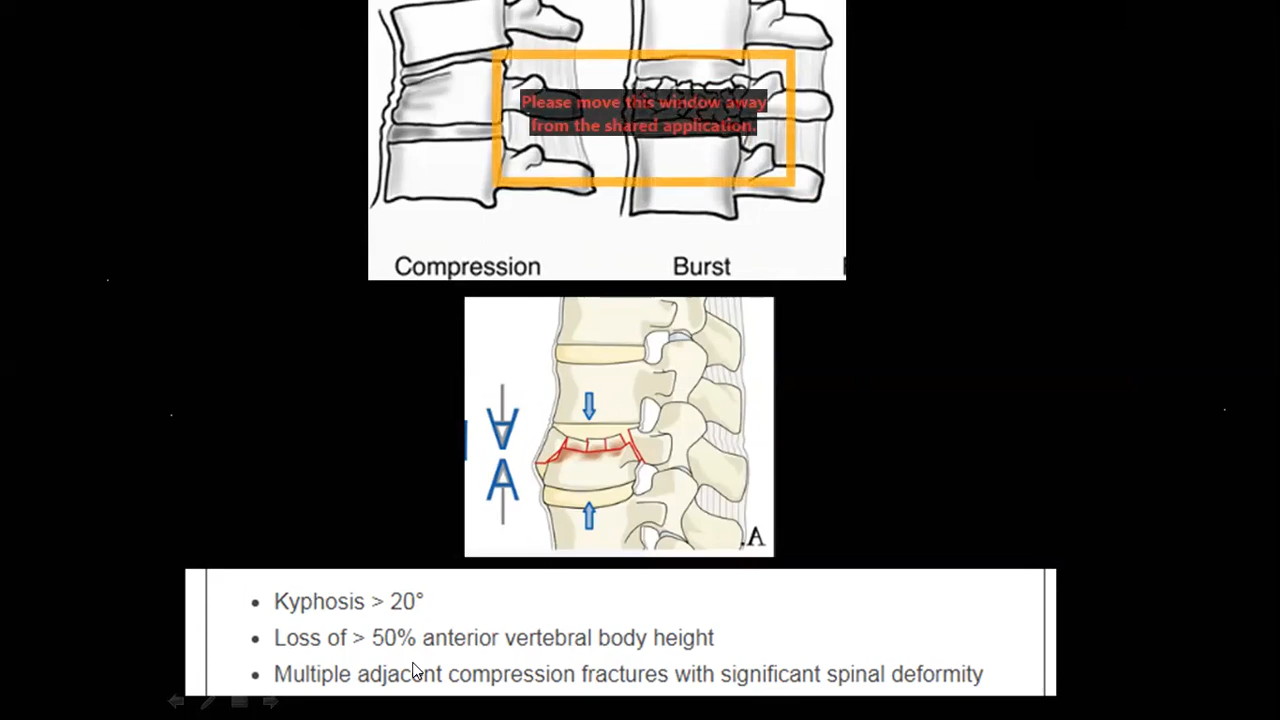 Please move this window away
from the shared application.
Compression Burst
A
Kyphosis > 20°
Loss of > 50% anterior vertebral body height
Multiple adjacent compression fractures with significant spinal deformity